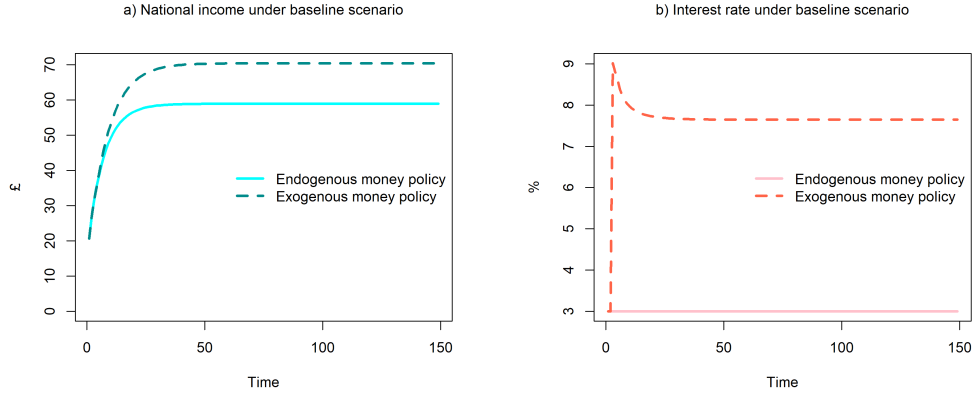 a) National income under baseline scenario
£
70
60
50
40
30
20
10
0
Endogenous money policy
Exogenous money policy
0 50 100 150
Time
b) Interest rate under baseline scenario
%
9
8
7
6
5
4
3
Endogenous money policy
Exogenous money policy
0 50 100 150
Time